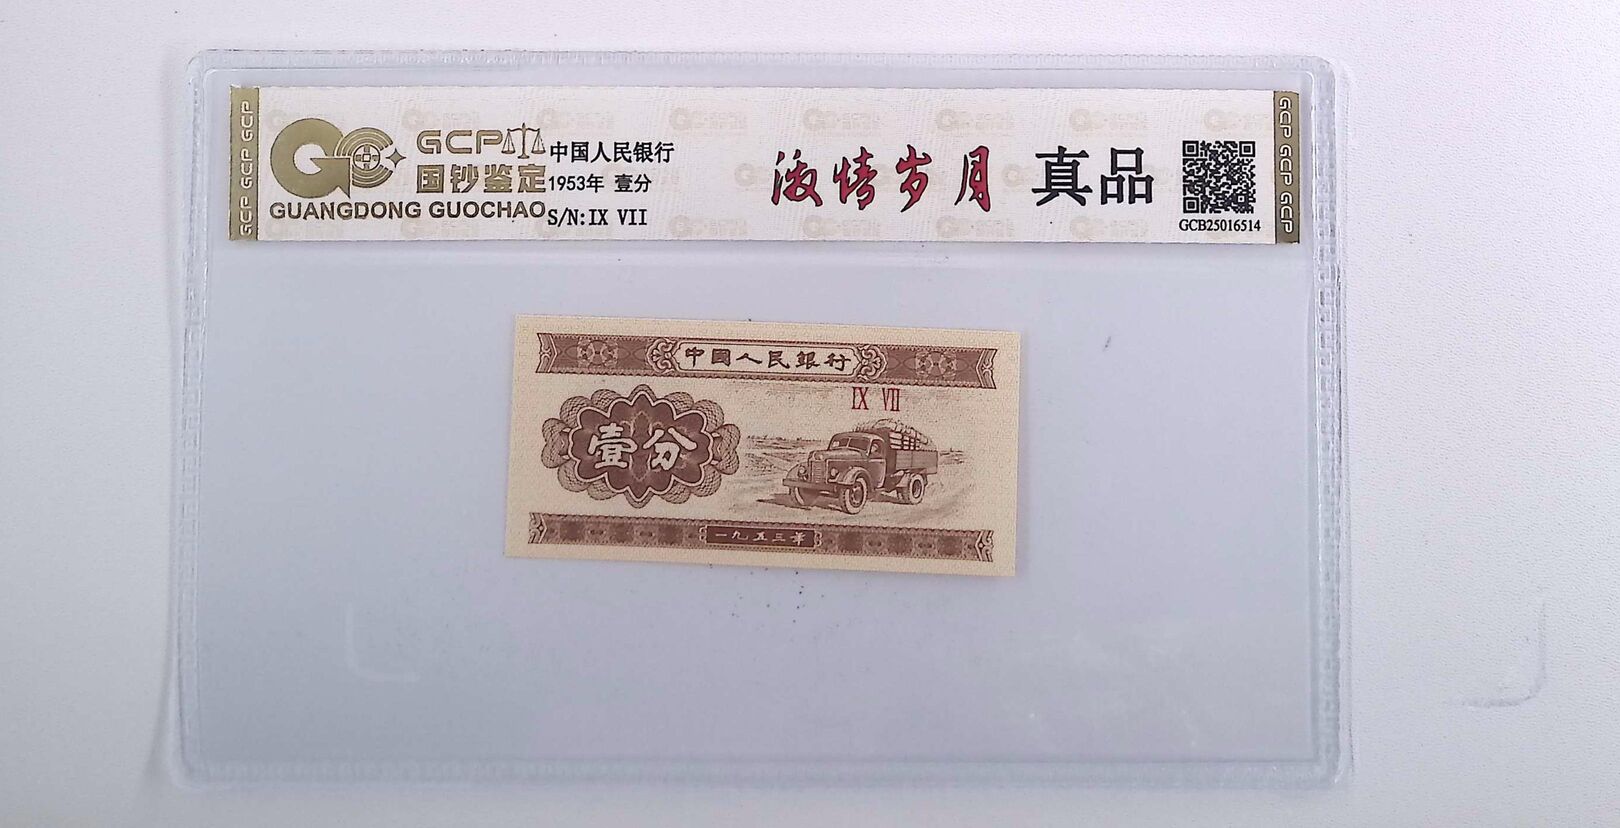 GCP
国钞鉴定
GUANGDONG GUOCHAO
中国人民银行
1953年 壹分
S/N:IX VII
激情岁月 真品
GCB25016514
GCP GCP GCP
GCP GCP GCP
中国人民银行
IX VII
壹分
一九五三年